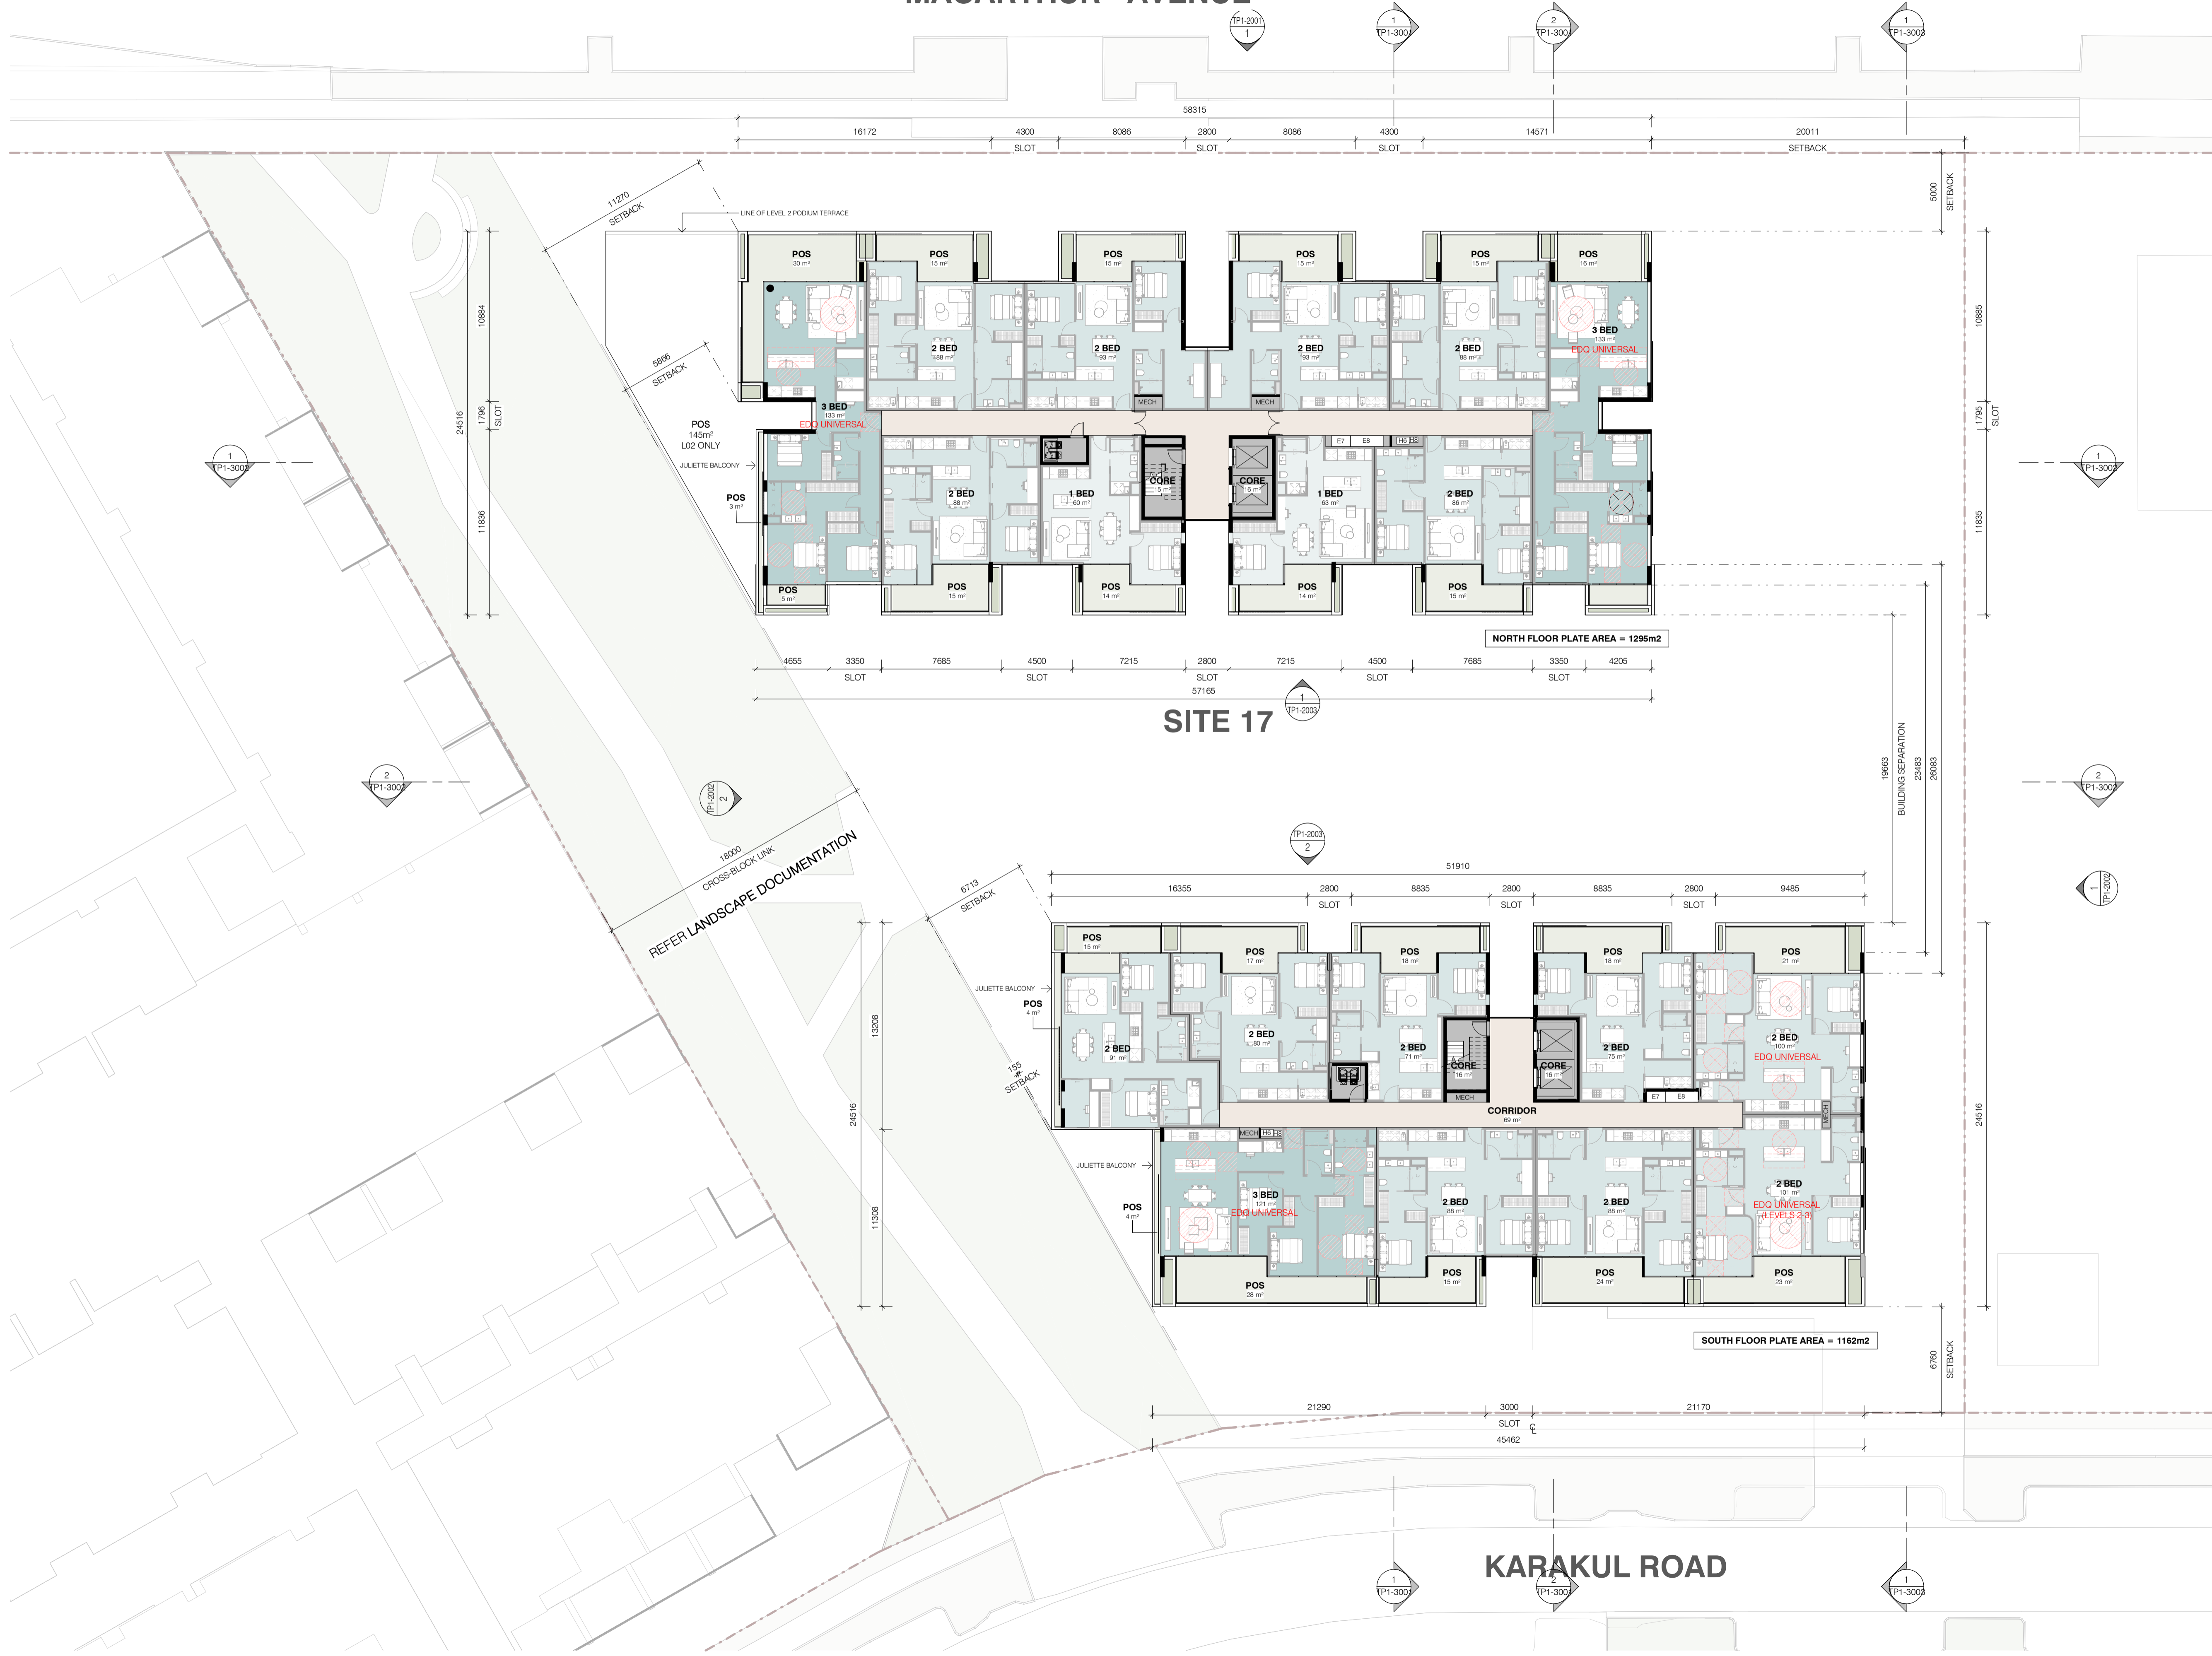 MACARTHUR AVENUE
TP1-2001
1
1
TP1-3001
2
TP1-3001
1
TP1-3003
58315
16172
4300
8086
2800
8086
4300
14571
20011
SLOT
SLOT
SLOT
SETBACK
11270
SETBACK
5000
SETBACK
LINE OF LEVEL 2 PODIUM TERRACE
POS
30 m²
POS
15 m²
POS
15 m²
POS
15 m²
POS
15 m²
POS
16 m²
24516
10884
1796
SLOT
11836
5866
SETBACK
10885
1795
SLOT
11835
2 BED
88 m²
2 BED
93 m²
2 BED
93 m²
2 BED
88 m²
3 BED
133 m²
EDQ UNIVERSAL
MECH
MECH
3 BED
133 m²
EDQ UNIVERSAL
POS
145m²
L02 ONLY
JULIETTE BALCONY
POS
3 m²
1
TP1-3002
1
TP1-3002
E7
E8
H6
2 BED
88 m²
1 BED
60 m²
CORE
15 m²
CORE
16 m²
1 BED
63 m²
2 BED
86 m²
POS
5 m²
POS
15 m²
POS
14 m²
POS
14 m²
POS
15 m²
NORTH FLOOR PLATE AREA = 1295m2
4655
3350
7685
4500
7215
2800
7215
4500
7685
3350
4205
SLOT
SLOT
SLOT
SLOT
SLOT
57165
1
TP1-2003
SITE 17
19663
BUILDING SEPARATION
23483
26083
2
TP1-3002
2
TP1-3002
TP1-2002
2
18000
CROSS-BLOCK LINK
REFER LANDSCAPE DOCUMENTATION
TP1-2003
2
1
TP1-2002
51910
16355
2800
8835
2800
8835
2800
9485
SLOT
SLOT
SLOT
6713
SETBACK
POS
15 m²
POS
17 m²
POS
18 m²
POS
18 m²
POS
21 m²
JULIETTE BALCONY
POS
4 m²
13208
24516
11308
155
SETBACK
24516
2 BED
91 m²
2 BED
80 m²
2 BED
71 m²
CORE
16 m²
CORE
16 m²
2 BED
75 m²
2 BED
100 m²
EDQ UNIVERSAL
MECH
E7
E8
MECH
CORRIDOR
69 m²
MECH
H6
JULIETTE BALCONY
POS
4 m²
3 BED
121 m²
EDQ UNIVERSAL
2 BED
88 m²
2 BED
88 m²
2 BED
101 m²
EDQ UNIVERSAL
(LEVELS 2-3)
POS
28 m²
POS
15 m²
POS
24 m²
POS
23 m²
SOUTH FLOOR PLATE AREA = 1162m2
6760
SETBACK
21290
3000
21170
SLOT
45462
KARAKUL ROAD
1
TP1-3001
2
TP1-3001
1
TP1-3003